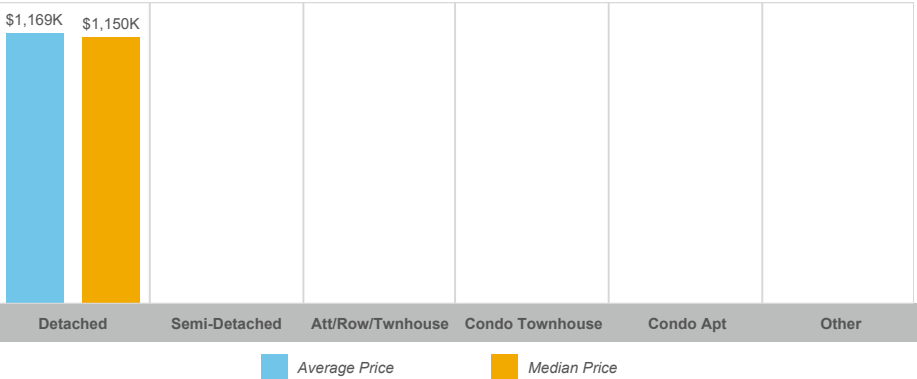 $1,169K
$1,150K
Detached Semi-Detached Att/Row/Twnhouse Condo Townhouse Condo Apt Other
Average Price Median Price